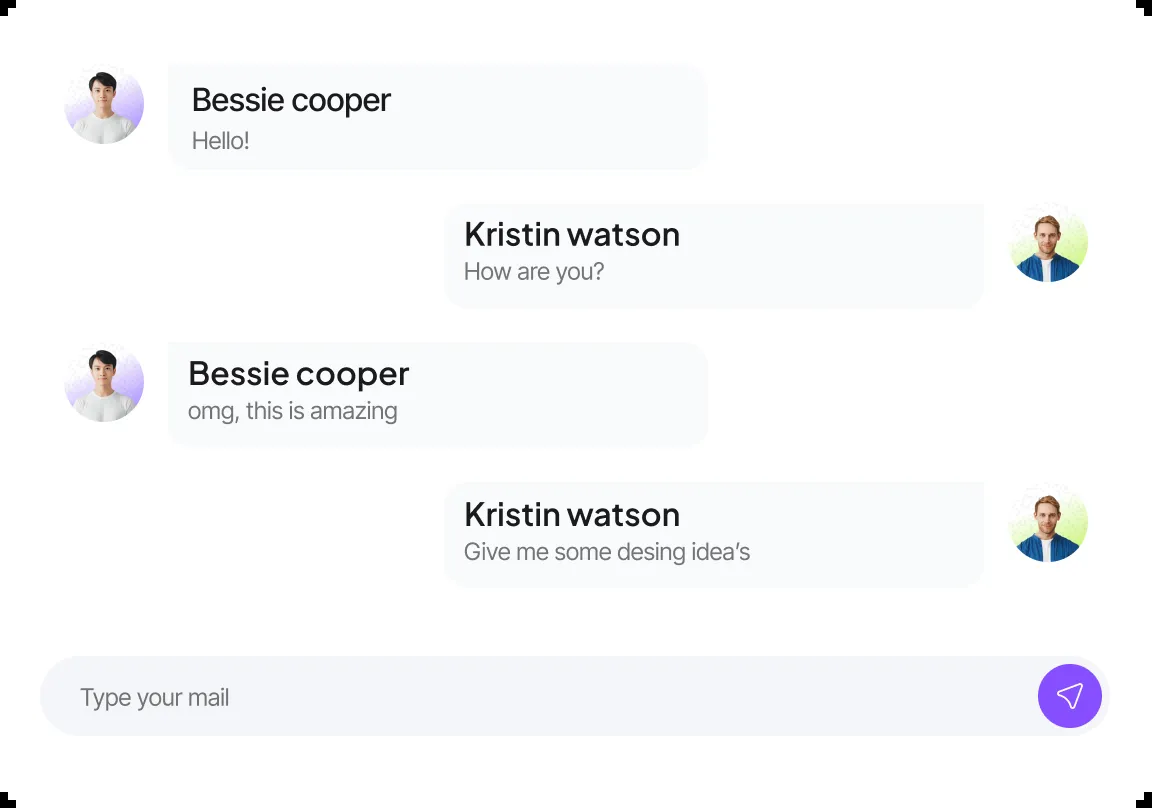 Bessie cooper
Hello!
Kristin watson
How are you?
Bessie cooper
omg, this is amazing
Kristin watson
Give me some desing idea’s
Type your mail